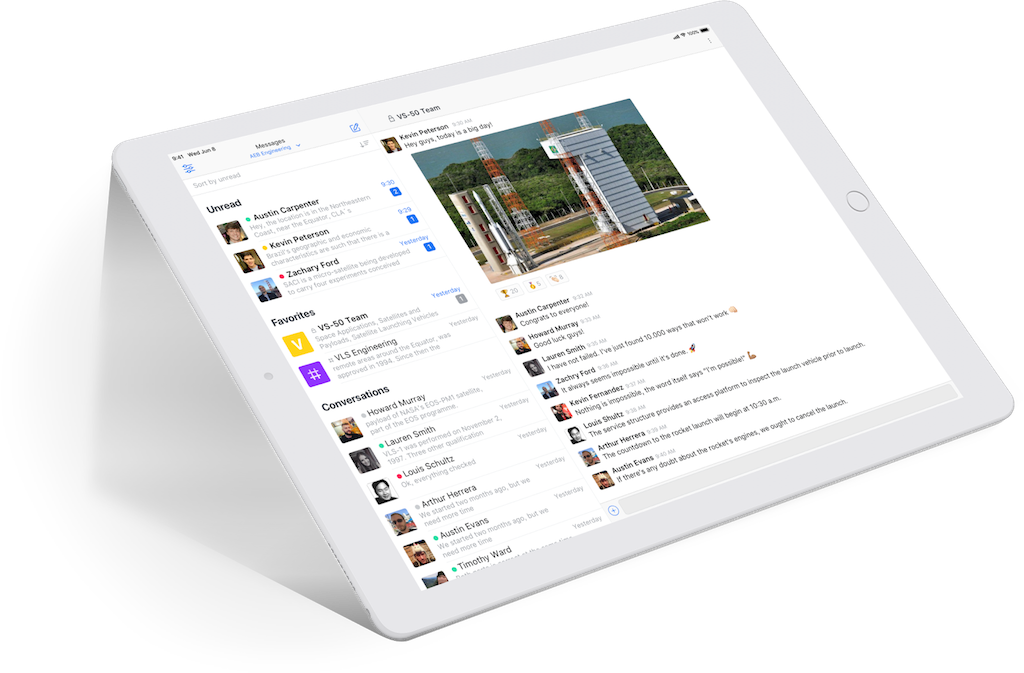 9:41 Wed Jun 8
100%
Messages
AEB Engineering
Sort by unread
Unread
Austin Carpenter
9:30
Hey, the location is in the Northeastern
Coast, near the Equator, CLA's
2
Kevin Peterson
9:29
Brazil's geographic and economic
characteristics are such that there is a
1
Zachary Ford
Yesterday
SACI is a micro-satellite being developed
to carry four experiments conceived
1
Favorites
VS-50 Team
Yesterday
Space Applications, Satellites and
Payloads, Satellite Launching Vehicles
1
V
VLS Engineering
Yesterday
remote areas around the Equator, was
approved in 1994. Since then the
#
Conversations
Howard Murray
Yesterday
payload of NASA's EOS-PM1 satellite,
part of the EOS programme.
Lauren Smith
Yesterday
VLS-1 was performed on November 2,
1997. Three other qualification
Louis Schultz
Yesterday
Ok, everything checked
Arthur Herrera
Yesterday
We started two months ago, but we
need more time
Austin Evans
Yesterday
We started two months ago, but we
need more time
Timothy Ward
Yesterday
VS-50 Team
Kevin Peterson 9:30 AM
Hey guys, today is a big day!
🏆 20 🏅 5 👏🏻 8
Austin Carpenter 9:32 AM
Congrats to everyone!
Howard Murray 9:33 AM
Good luck guys!
Lauren Smith 9:35 AM
I have not failed. I've just found 10,000 ways that won't work 👏🏻
Zachry Ford 9:36 AM
It always seems impossible until it's done. 🚀
Kevin Fernandez 9:37 AM
Nothing is impossible, the word itself says "I'm possible!" 💪🏾
Louis Shultz 9:38 AM
The service structure provides an access platform to inspect the launch vehicle prior to launch.
Arthur Herrera 9:39 AM
The countdown to the rocket launch will begin at 10:30 a.m.
Austin Evans 9:40 AM
If there's any doubt about the rocket's engines, we ought to cancel the launch.